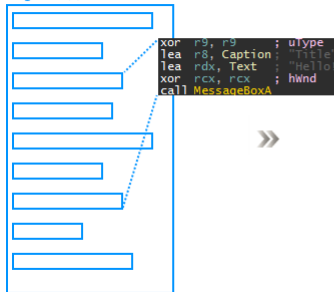 xor r9, r9 ; uType
lea r8, Caption ; "Title"
lea rdx, Text ; "Hello!
xor rcx, rcx ; hWnd
call MessageBoxA